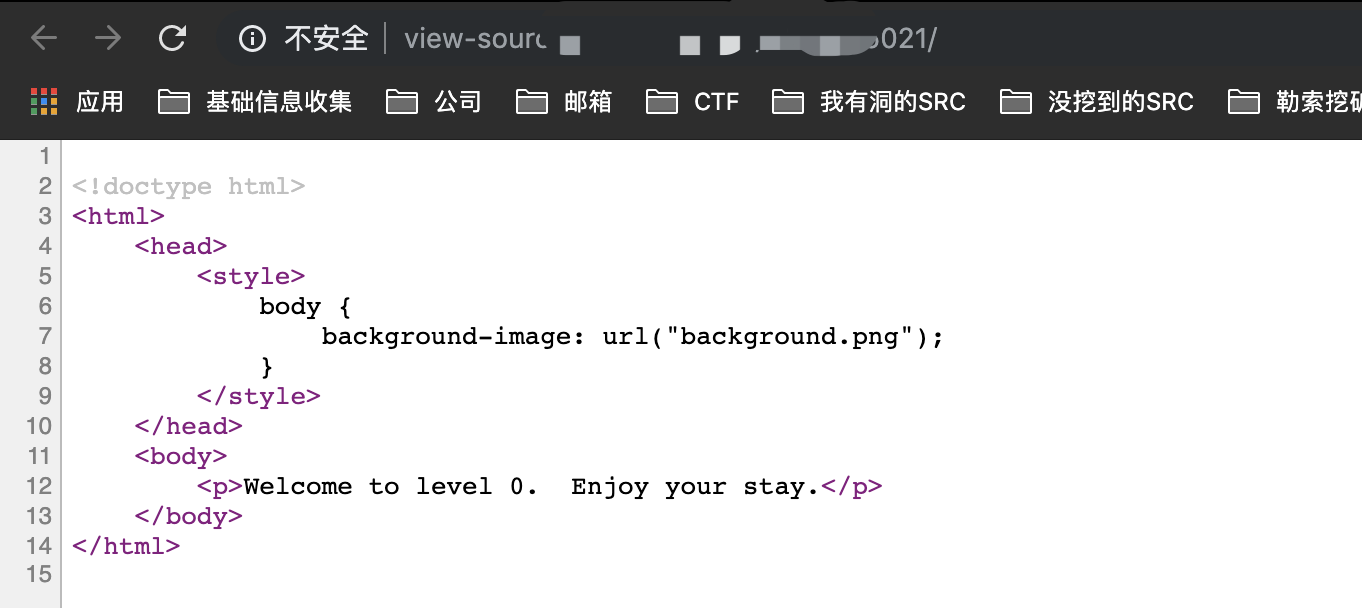 不安全 view-sour 021/
应用 基础信息收集 公司 邮箱 CTF 我有洞的SRC 没挖到的SRC 勒索挖矿
1
2 <!doctype html>
3 <html>
4 <head>
5 <style>
6 body {
7 background-image: url("background.png");
8 }
9 </style>
10 </head>
11 <body>
12 <p>Welcome to level 0.  Enjoy your stay.</p>
13 </body>
14 </html>
15